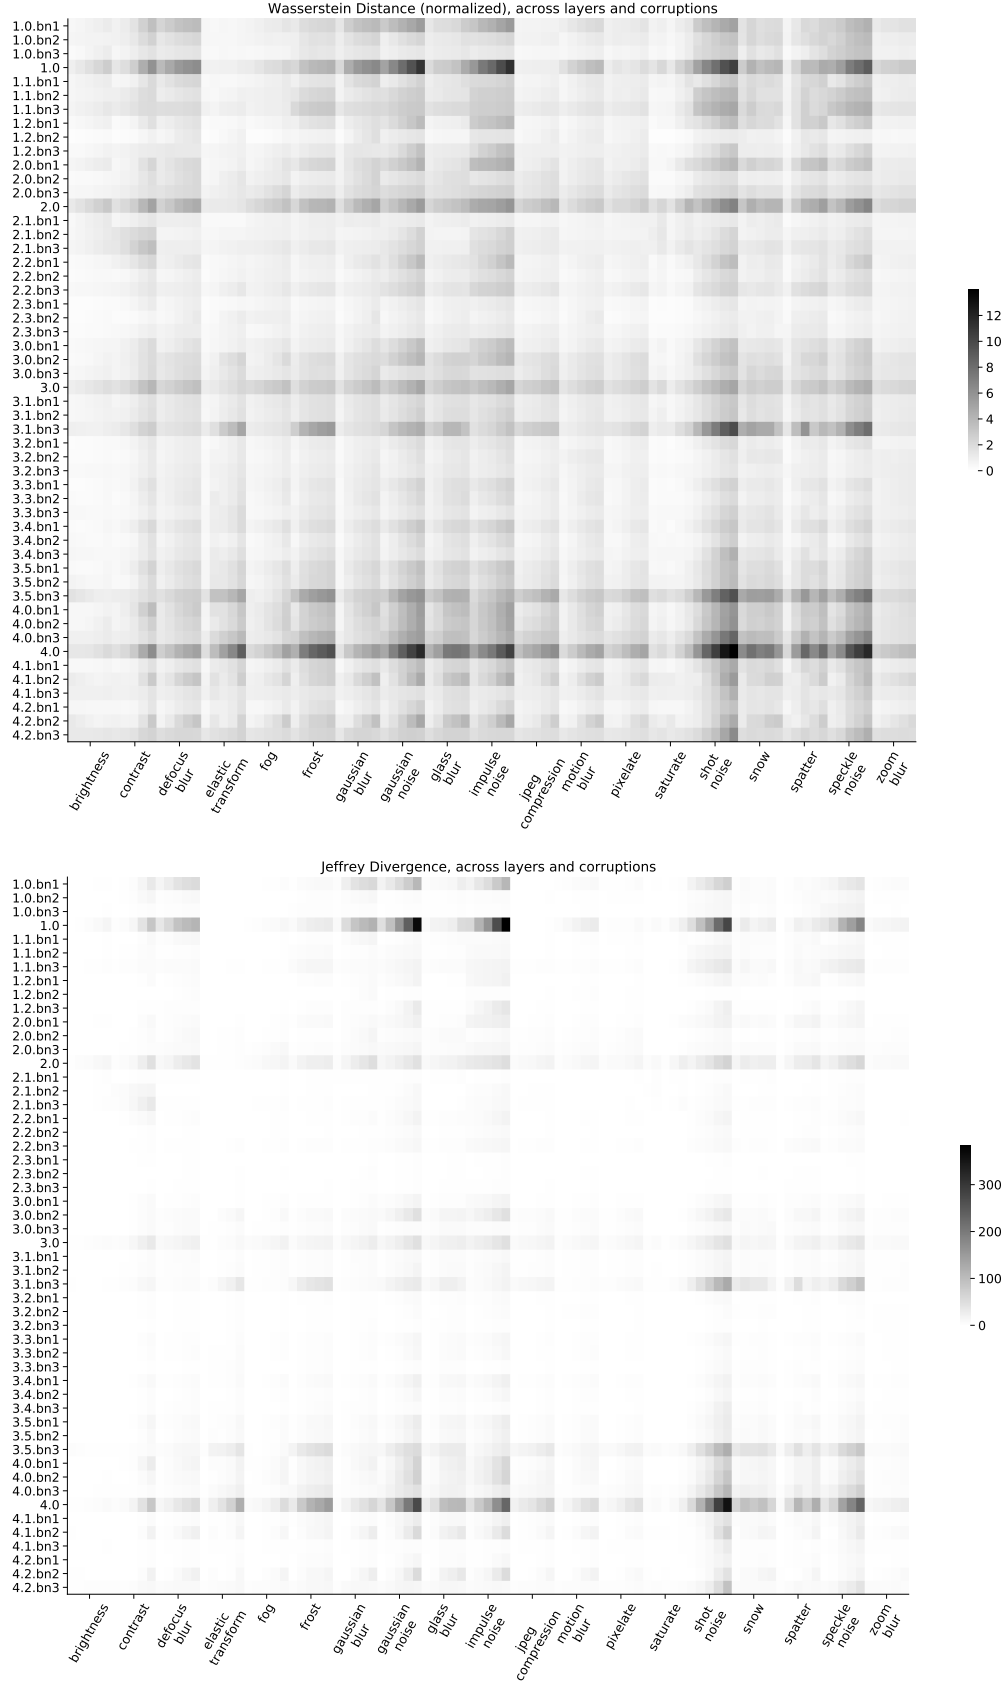 Wasserstein Distance (normalized), across layers and corruptions
1.0.bn1
1.0.bn2
1.0.bn3
1.0
1.1.bn1
1.1.bn2
1.1.bn3
1.2.bn1
1.2.bn2
1.2.bn3
2.0.bn1
2.0.bn2
2.0.bn3
2.0
2.1.bn1
2.1.bn2
2.1.bn3
2.2.bn1
2.2.bn2
2.2.bn3
2.3.bn1
2.3.bn2
2.3.bn3
3.0.bn1
3.0.bn2
3.0.bn3
3.0
3.1.bn1
3.1.bn2
3.1.bn3
3.2.bn1
3.2.bn2
3.2.bn3
3.3.bn1
3.3.bn2
3.3.bn3
3.4.bn1
3.4.bn2
3.4.bn3
3.5.bn1
3.5.bn2
3.5.bn3
4.0.bn1
4.0.bn2
4.0.bn3
4.0
4.1.bn1
4.1.bn2
4.1.bn3
4.2.bn1
4.2.bn2
4.2.bn3
brightness
contrast
defocus
blur
elastic
transform
fog
frost
gaussian
blur
gaussian
noise
glass
blur
impulse
noise
jpeg
compression
motion
blur
pixelate
saturate
shot
noise
snow
spatter
speckle
noise
zoom
blur
12
10
8
6
4
2
0
Jeffrey Divergence, across layers and corruptions
1.0.bn1
1.0.bn2
1.0.bn3
1.0
1.1.bn1
1.1.bn2
1.1.bn3
1.2.bn1
1.2.bn2
1.2.bn3
2.0.bn1
2.0.bn2
2.0.bn3
2.0
2.1.bn1
2.1.bn2
2.1.bn3
2.2.bn1
2.2.bn2
2.2.bn3
2.3.bn1
2.3.bn2
2.3.bn3
3.0.bn1
3.0.bn2
3.0.bn3
3.0
3.1.bn1
3.1.bn2
3.1.bn3
3.2.bn1
3.2.bn2
3.2.bn3
3.3.bn1
3.3.bn2
3.3.bn3
3.4.bn1
3.4.bn2
3.4.bn3
3.5.bn1
3.5.bn2
3.5.bn3
4.0.bn1
4.0.bn2
4.0.bn3
4.0
4.1.bn1
4.1.bn2
4.1.bn3
4.2.bn1
4.2.bn2
4.2.bn3
brightness
contrast
defocus
blur
elastic
transform
fog
frost
gaussian
blur
gaussian
noise
glass
blur
impulse
noise
jpeg
compression
motion
blur
pixelate
saturate
shot
noise
snow
spatter
speckle
noise
zoom
blur
300
200
100
0